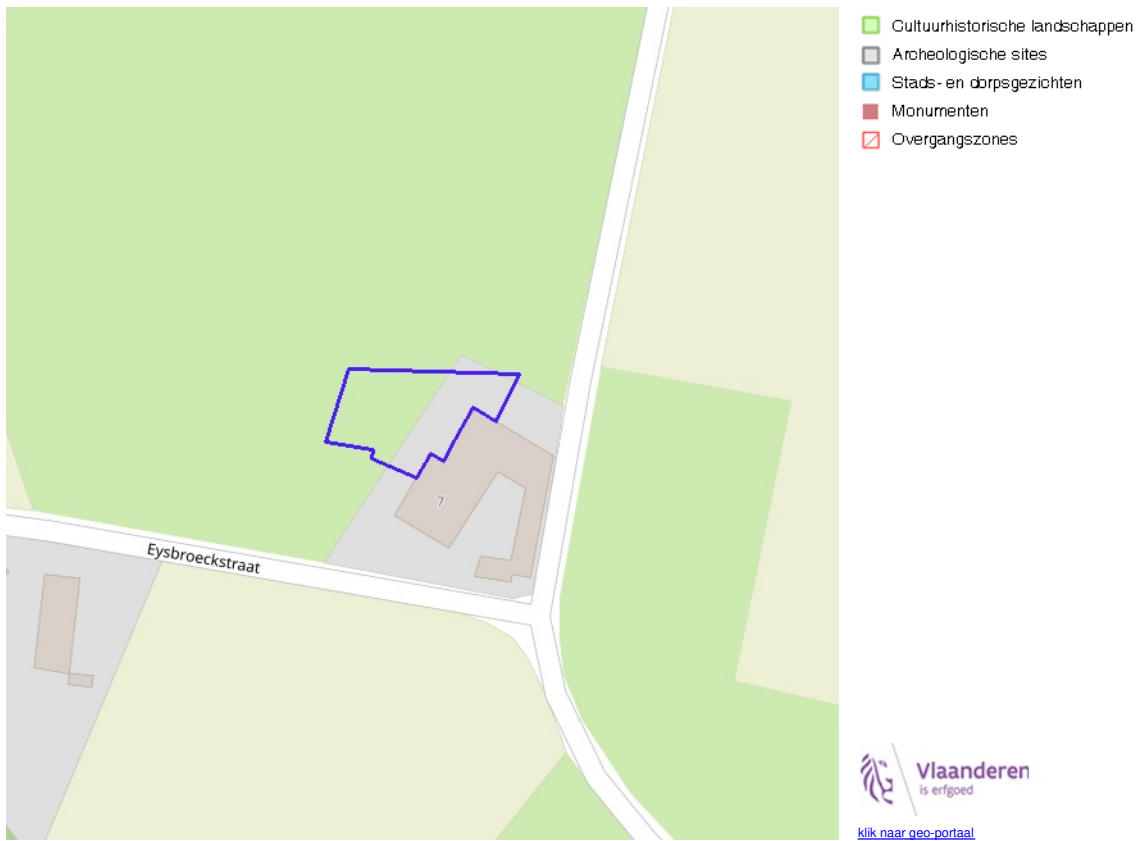 Cultuurhistorische landschappen
Archeologische sites
Stads- en dorpsgezichten
Monumenten
Overgangszones
7
Eysbroeckstraat
Vlaanderen
is erfgoed
klik naar geo-portaal